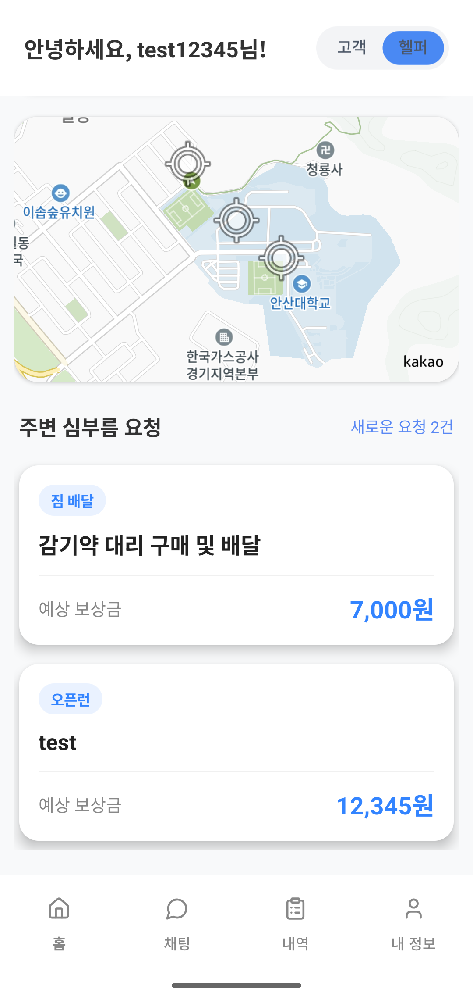 안녕하세요, test12345님!
고객
헬퍼
청룡사
이솝숲유치원
동
국
안산대학교
한국가스공사
경기지역본부
kakao
주변 심부름 요청
새로운 요청 2건
짐 배달
감기약 대리 구매 및 배달
예상 보상금
7,000원
오픈런
test
예상 보상금
12,345원
홈
채팅
내역
내 정보